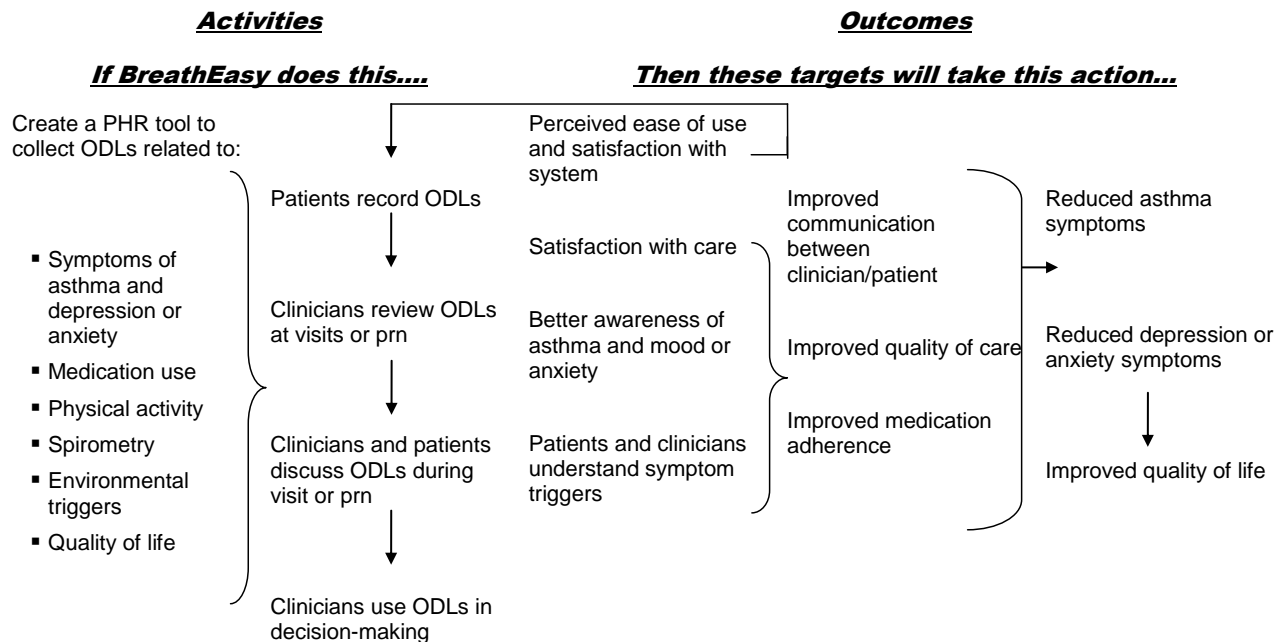 Activities
Outcomes
If BreathEasy does this....
Then these targets will take this action...
Create a PHR tool to
collect ODLs related to:
▪ Symptoms of
asthma and
depression or
anxiety
▪ Medication use
▪ Physical activity
▪ Spirometry
▪ Environmental
triggers
▪ Quality of life
Patients record ODLs
Clinicians review ODLs
at visits or prn
Clinicians and patients
discuss ODLs during
visit or prn
Clinicians use ODLs in
decision-making
Perceived ease of use
and satisfaction with
system
Satisfaction with care
Better awareness of
asthma and mood or
anxiety
Patients and clinicians
understand symptom
triggers
Improved
communication
between
clinician/patient
Improved quality of care
Improved medication
adherence
Reduced asthma
symptoms
Reduced depression or
anxiety symptoms
Improved quality of life